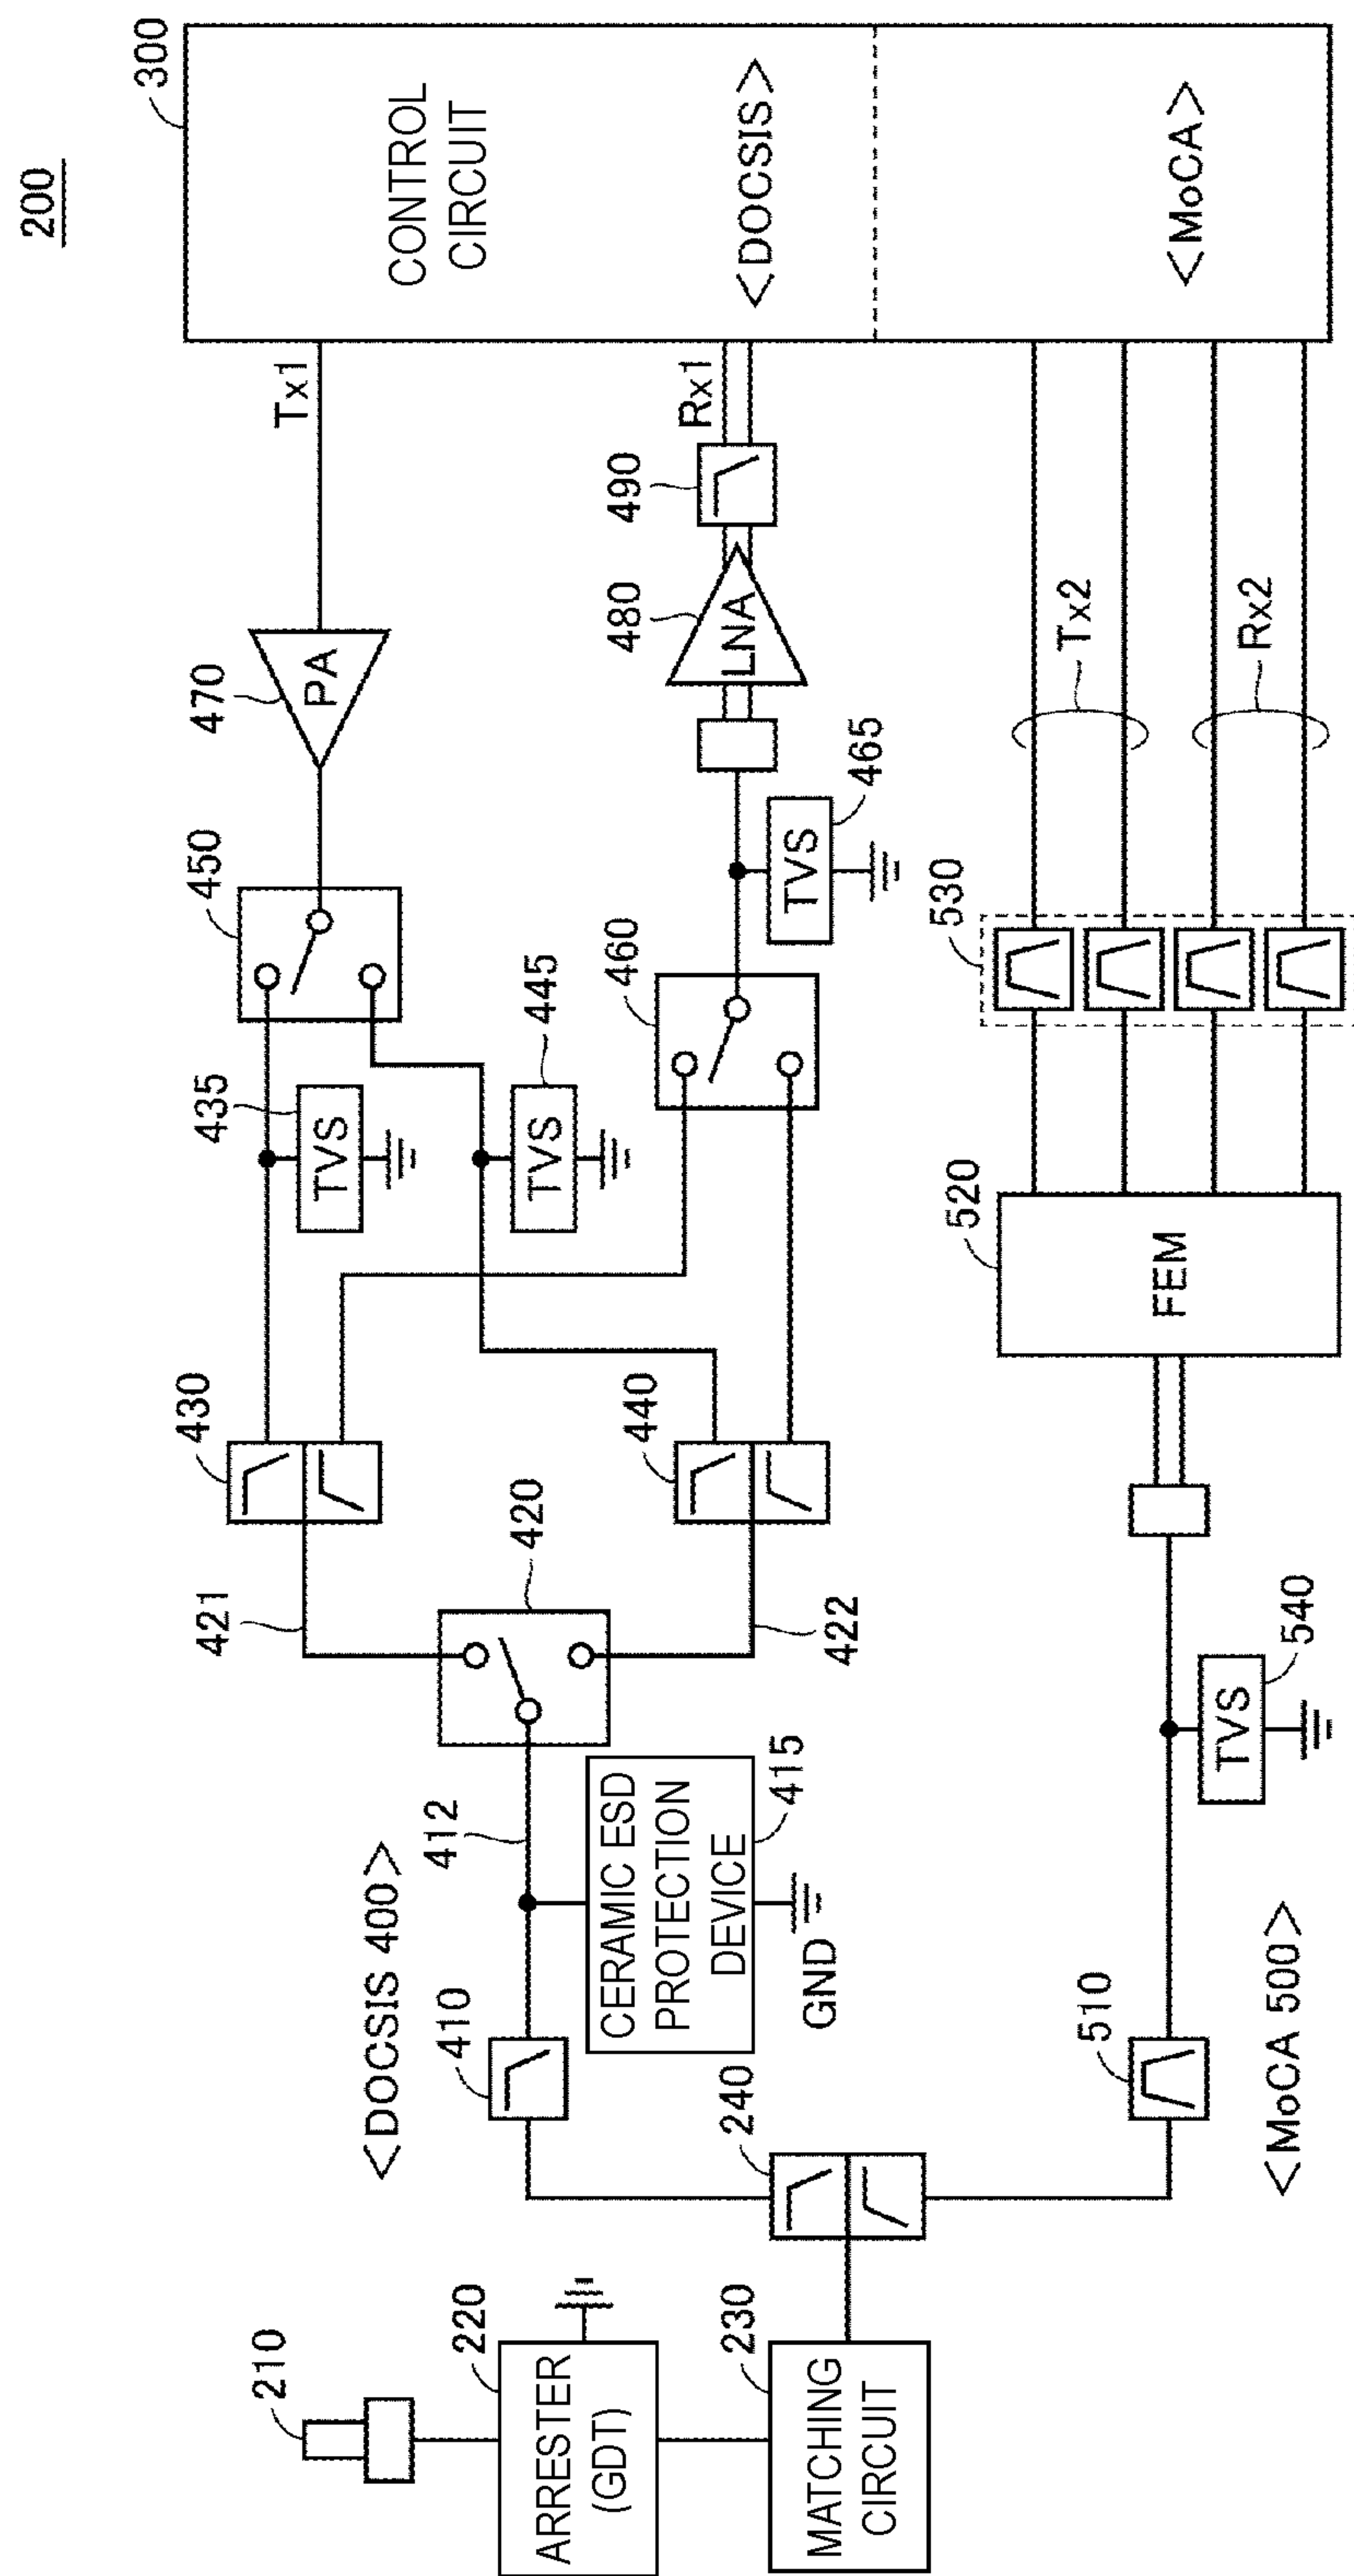 200
300
CONTROL
CIRCUIT
<DOCSIS>
<MoCA>
Tx1
Rx1
490
480
LNA
470
PA
Tx2
Rx2
450
465
TVS
460
530
435
TVS
445
TVS
520
FEM
430
440
420
421
422
540
TVS
<DOCSIS 400>
412
415
CERAMIC ESD
PROTECTION
DEVICE
GND
410
510
<MoCA 500>
240
210
220
ARRESTER
(GDT)
230
MATCHING
CIRCUIT